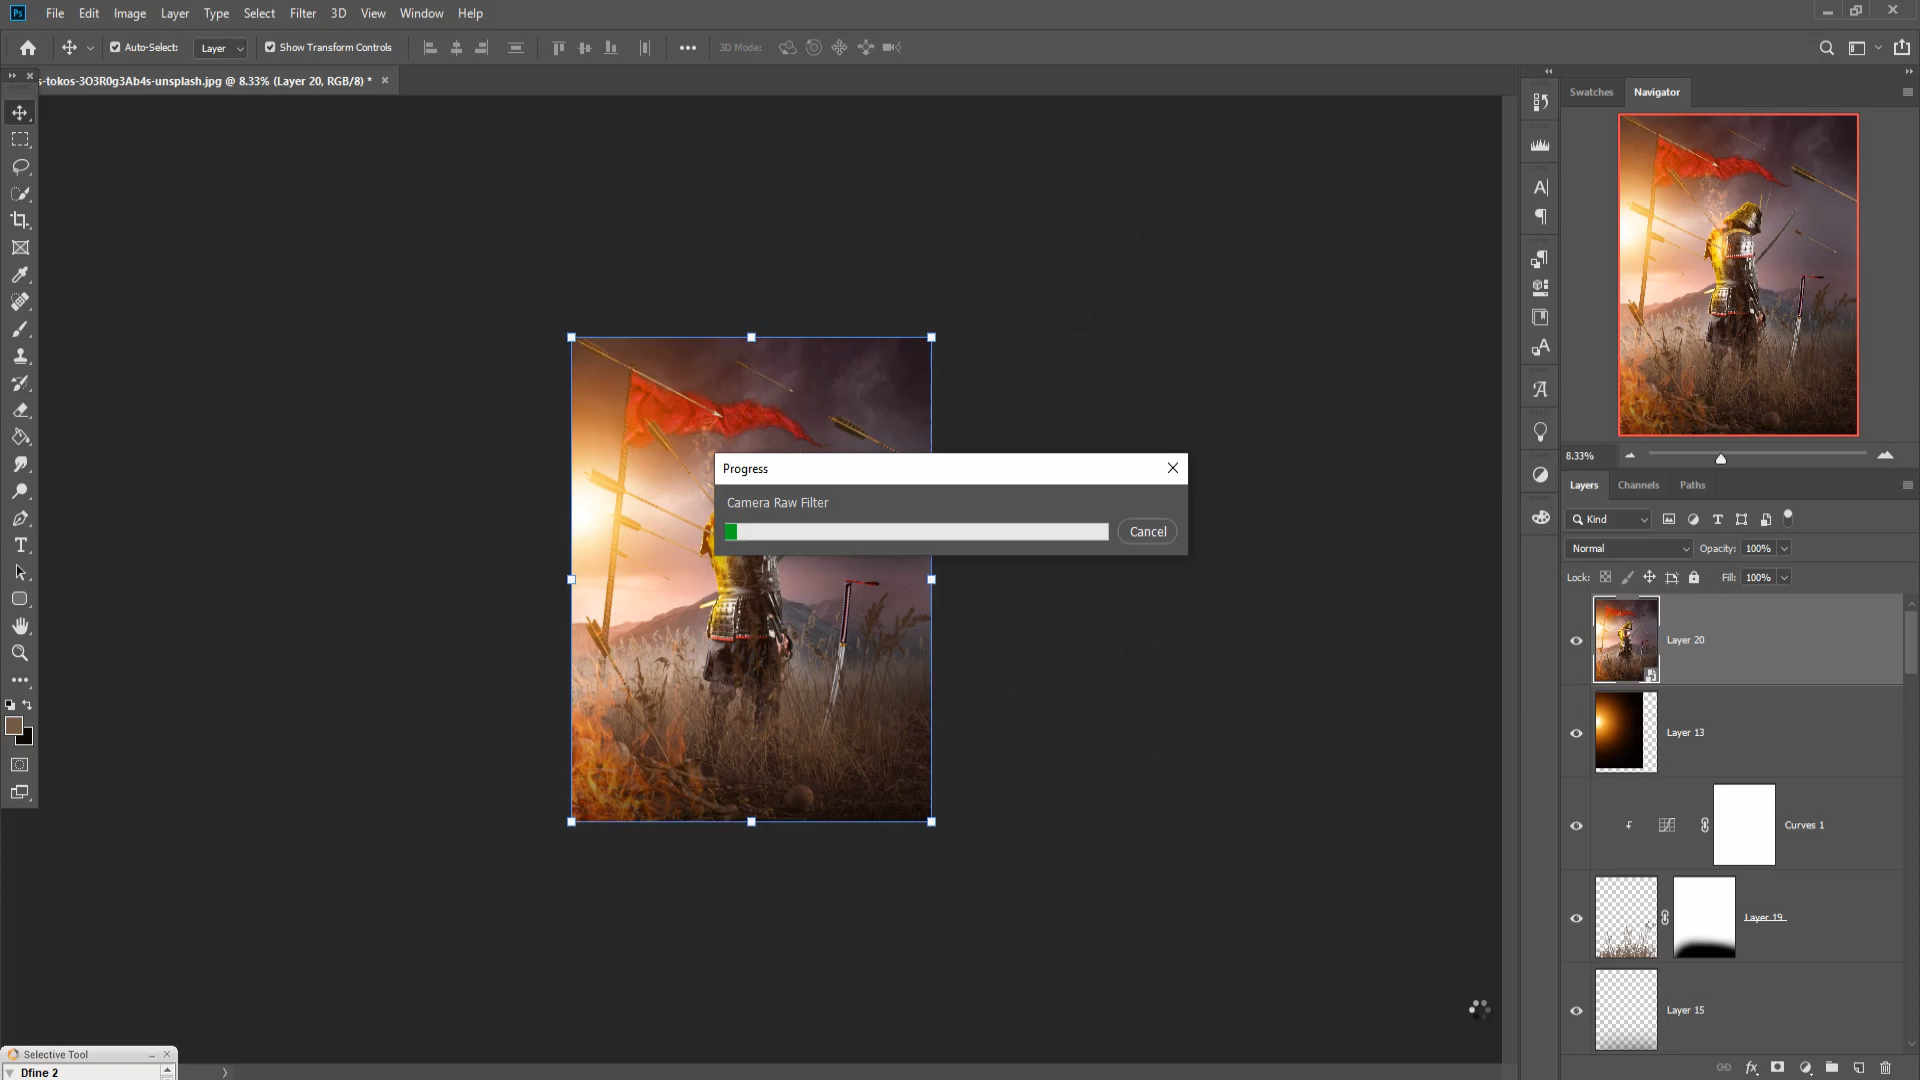 Ps File Edit Image Layer Type Select Filter 3D View Window Help
Auto-Select: Layer Show Transform Controls 3D Mode:
s-tokos-3O3R0g3Ab4s-unsplash.jpg @ 8.33% (Layer 20, RGB/8) *
Swatches Navigator
Progress
Camera Raw Filter
Cancel
8.33%
Layers Channels Paths
Kind
Normal Opacity: 100%
Lock: Fill: 100%
Layer 20
Layer 13
Curves 1
Layer 19
Layer 15
Selective Tool
Dfine 2